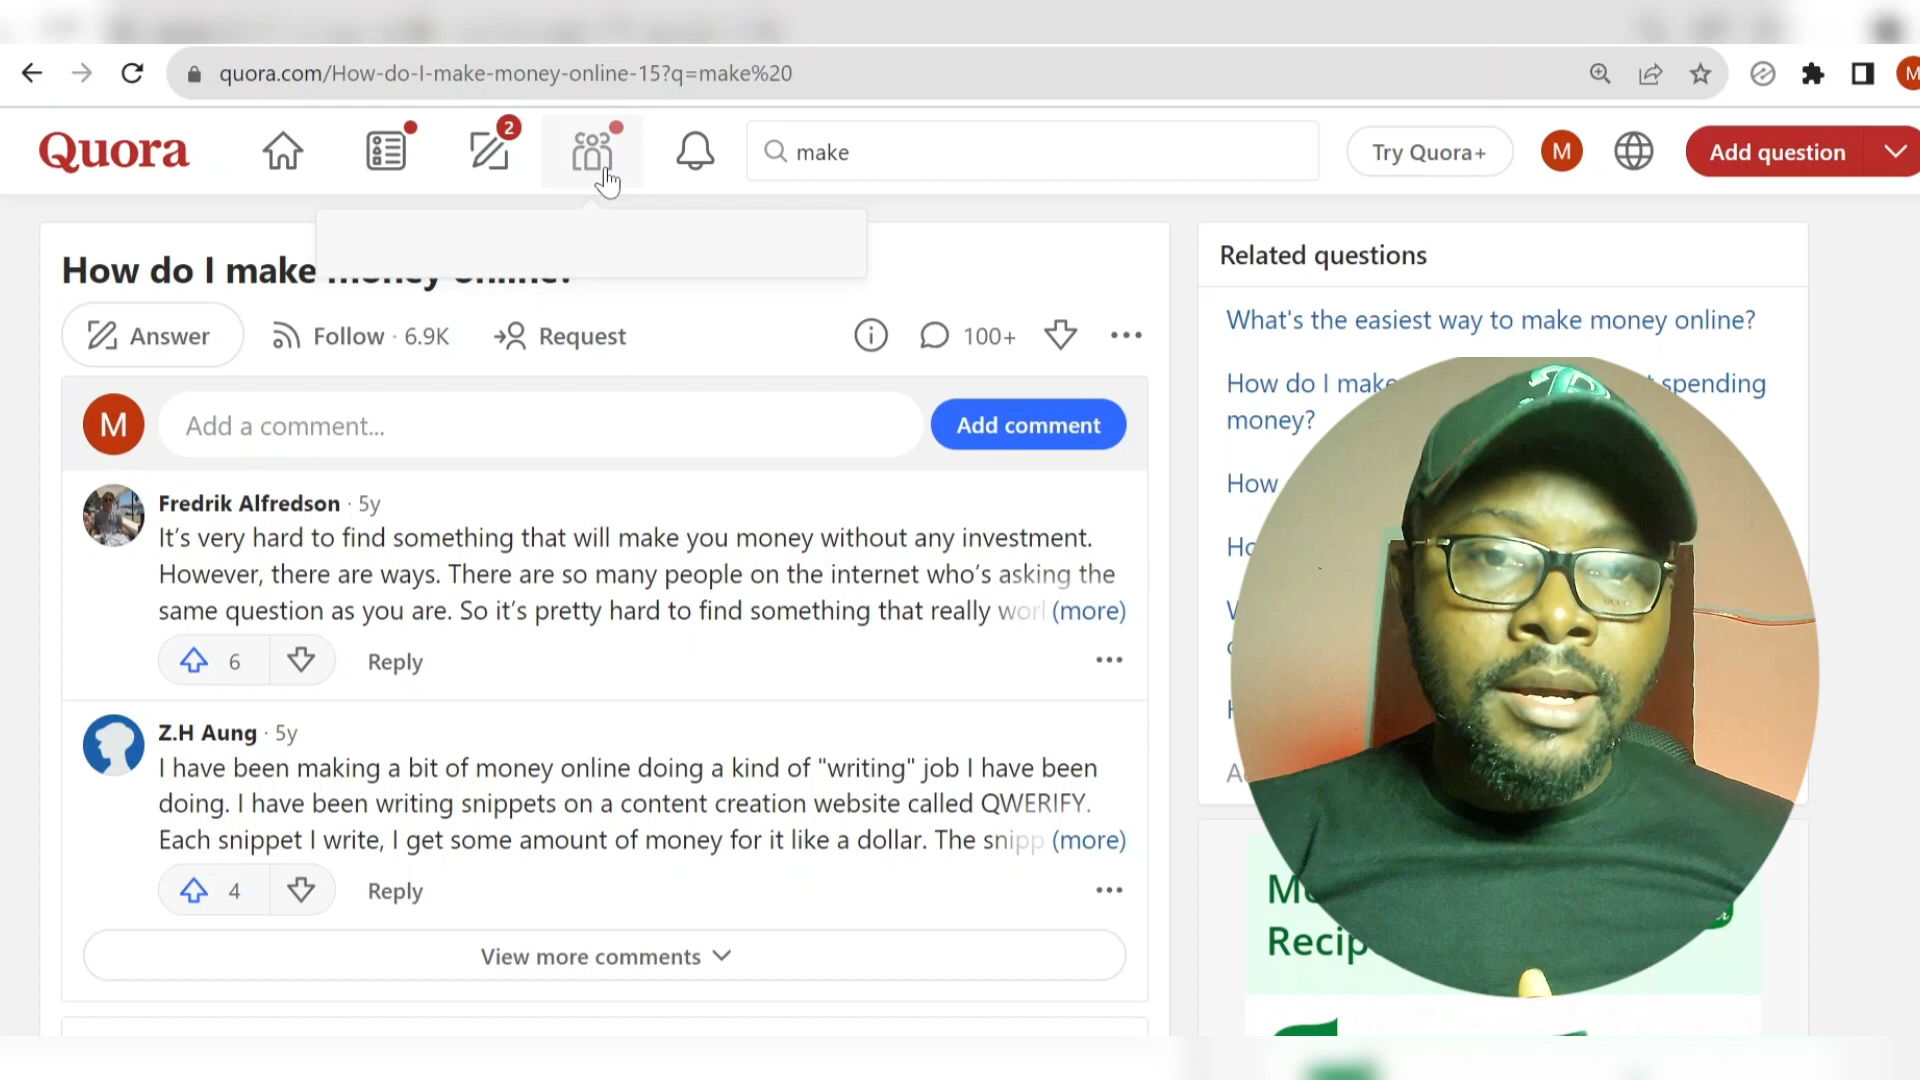 quora.com/How-do-I-make-money-online-15?q=make%20
M
Quora
2
make
Try Quora+
M
Add question
How do I make money online?
Answer
Follow · 6.9K
Request
100+
M
Add a comment...
Add comment
Fredrik Alfredson · 5y
It's very hard to find something that will make you money without any investment.
However, there are ways. There are so many people on the internet who's asking the
same question as you are. So it's pretty hard to find something that really worl (more)
6
Reply
Z.H Aung · 5y
I have been making a bit of money online doing a kind of "writing" job I have been
doing. I have been writing snippets on a content creation website called QWERIFY.
Each snippet I write, I get some amount of money for it like a dollar. The snipp (more)
4
Reply
View more comments
Related questions
What's the easiest way to make money online?
How do I make spending
money?
How